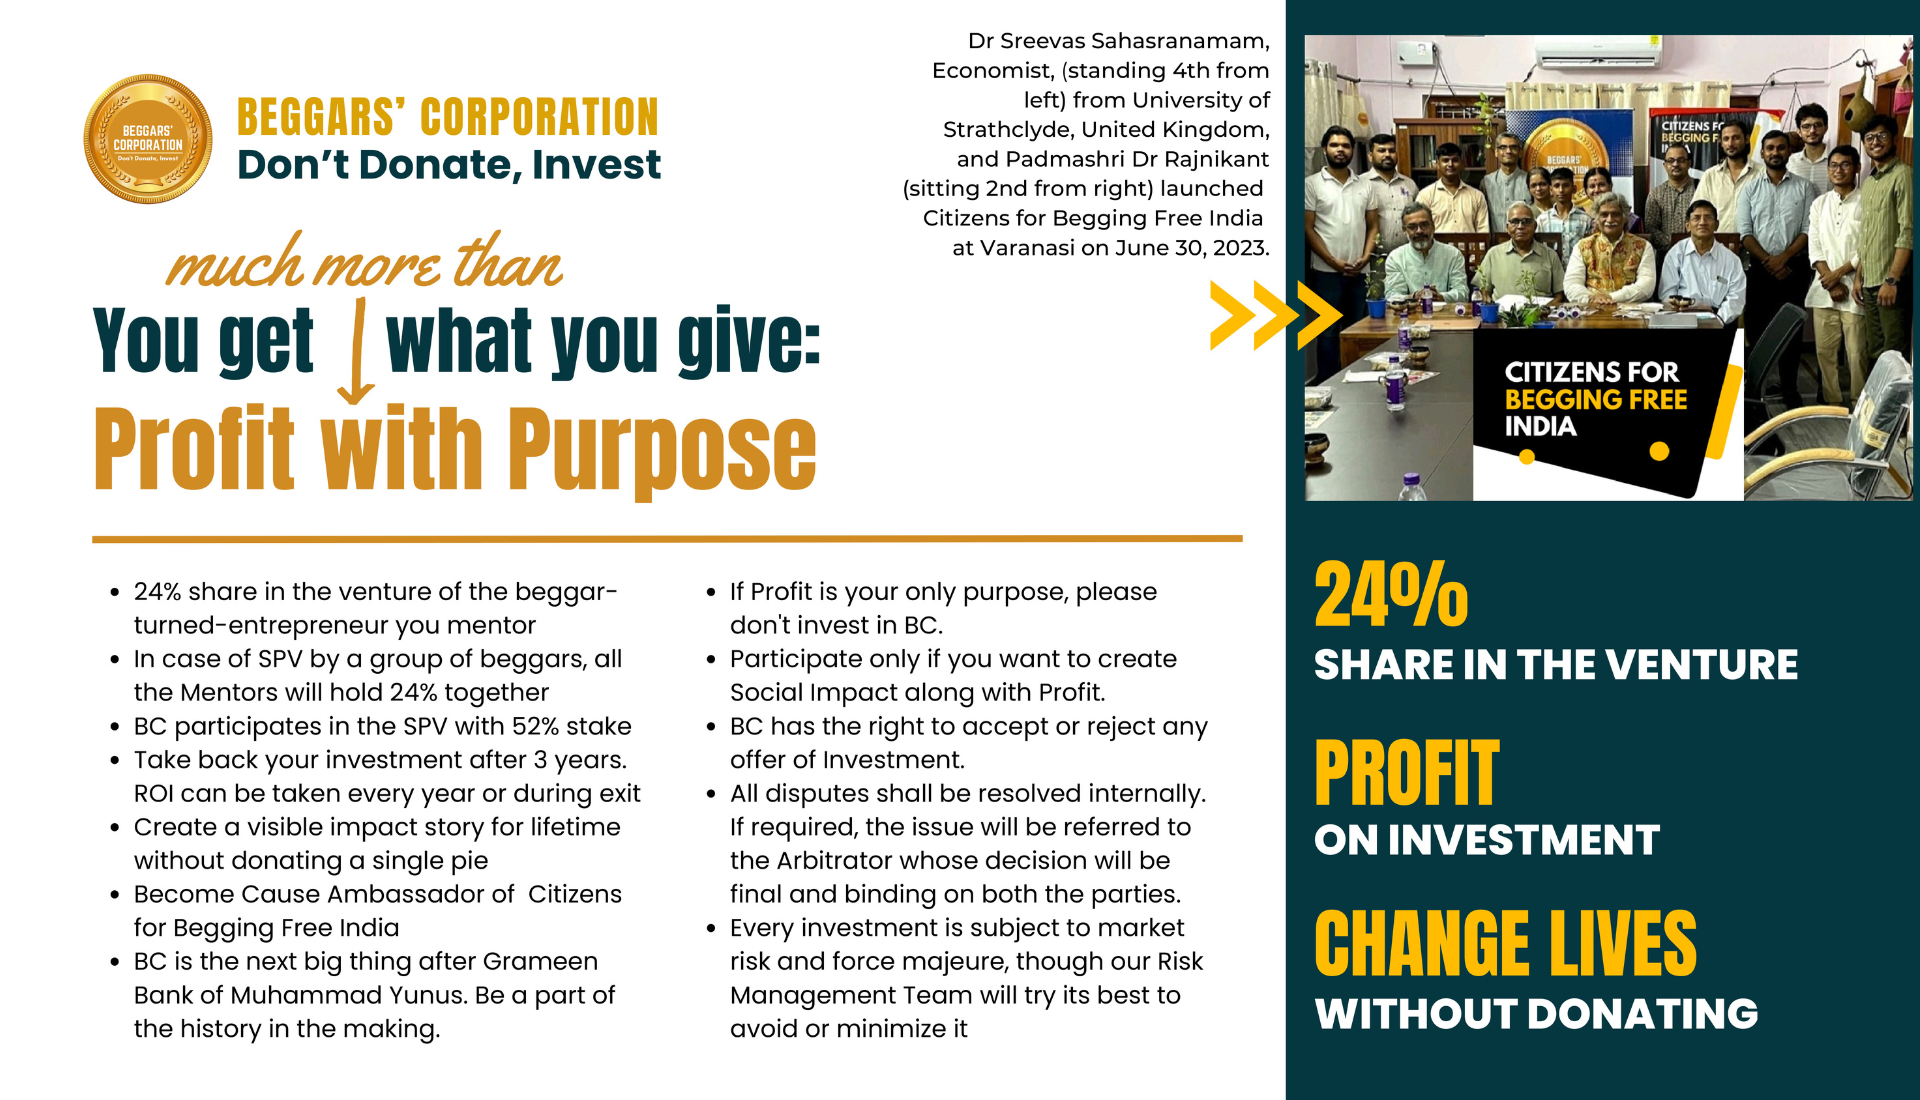 BEGGARS'
CORPORATION
Don't Donate, Invest
BEGGARS' CORPORATION
Don't Donate, Invest
much more than
You get what you give:
Profit with Purpose
Dr Sreevas Sahasranamam,
Economist, (standing 4th from
left) from University of
Strathclyde, United Kingdom,
and Padmashri Dr Rajnikant
(sitting 2nd from right) launched
Citizens for Begging Free India
at Varanasi on June 30, 2023.
• 24% share in the venture of the beggar-
turned-entrepreneur you mentor
• In case of SPV by a group of beggars, all
the Mentors will hold 24% together
• BC participates in the SPV with 52% stake
• Take back your investment after 3 years.
ROI can be taken every year or during exit
• Create a visible impact story for lifetime
without donating a single pie
• Become Cause Ambassador of Citizens
for Begging Free India
• BC is the next big thing after Grameen
Bank of Muhammad Yunus. Be a part of
the history in the making.
• If Profit is your only purpose, please
don't invest in BC.
• Participate only if you want to create
Social Impact along with Profit.
• BC has the right to accept or reject any
offer of Investment.
• All disputes shall be resolved internally.
If required, the issue will be referred to
the Arbitrator whose decision will be
final and binding on both the parties.
• Every investment is subject to market
risk and force majeure, though our Risk
Management Team will try its best to
avoid or minimize it
BEGGARS'
CITIZENS FO
BEGGING F
IN
CITIZENS FOR
BEGGING FREE
INDIA
24%
SHARE IN THE VENTURE
PROFIT
ON INVESTMENT
CHANGE LIVES
WITHOUT DONATING